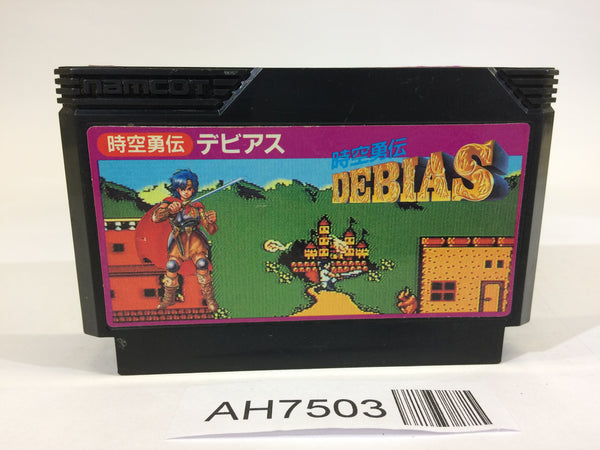 namcot
時空勇伝 デビアス
時空勇伝
DEBIAS
AH7503